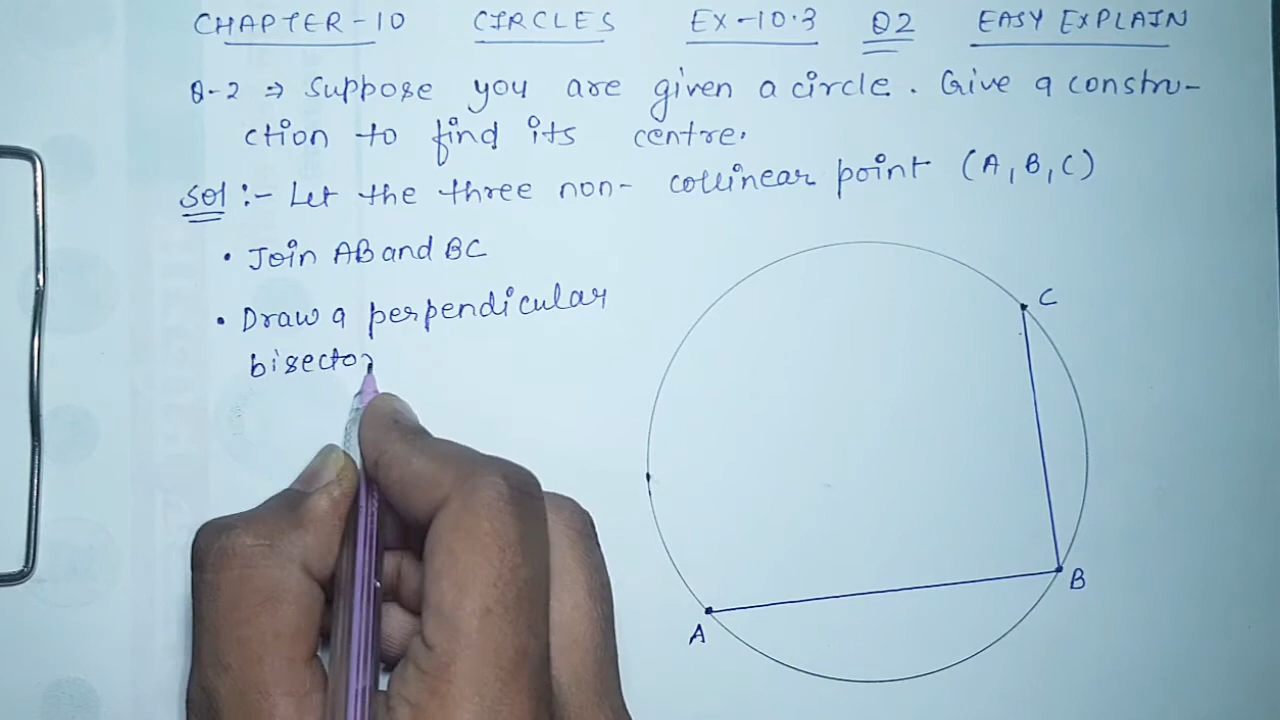 CHAPTER-10 CIRCLES EX-10.3 Q2 EASY EXPLAIN
Q-2 ⇒ Suppose you are given a circle. Give a constru-
ction to find its centre.
Sol :- Let the three non- collinear point (A, B, C)
• Join AB and BC
• Draw a perpendicular
bisector
C
B
A